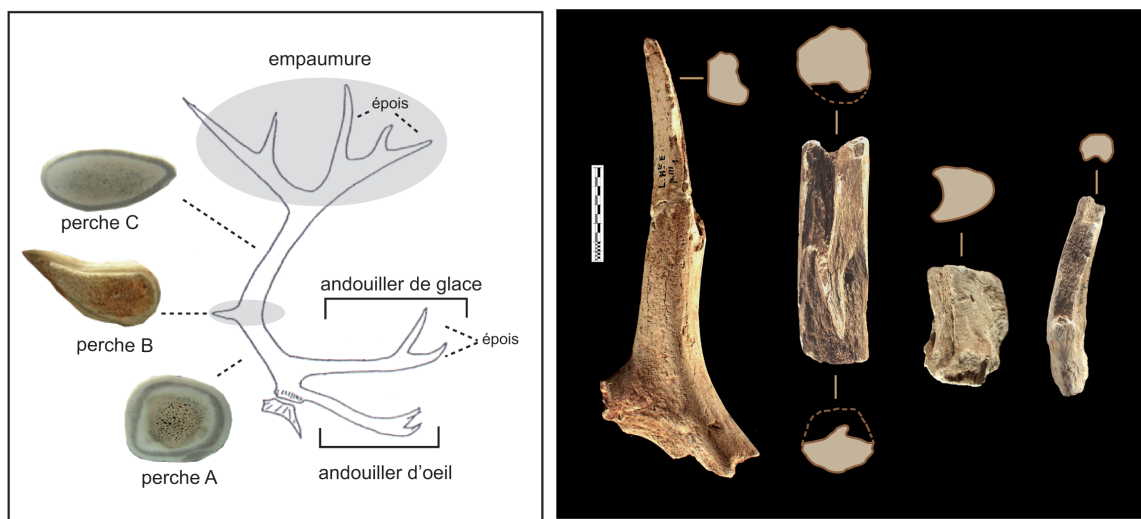 empaumure
épois
perche C
andouiller de glace
perche B
épois
perche A
andouiller d'oeil